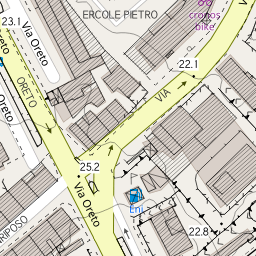 23.1
Via Oreto
ERCOLE PIETRO
cronos
bike
22.1
ORETO
VIA
25.2
Via Oreto
Eni
RIPOSO
22.8